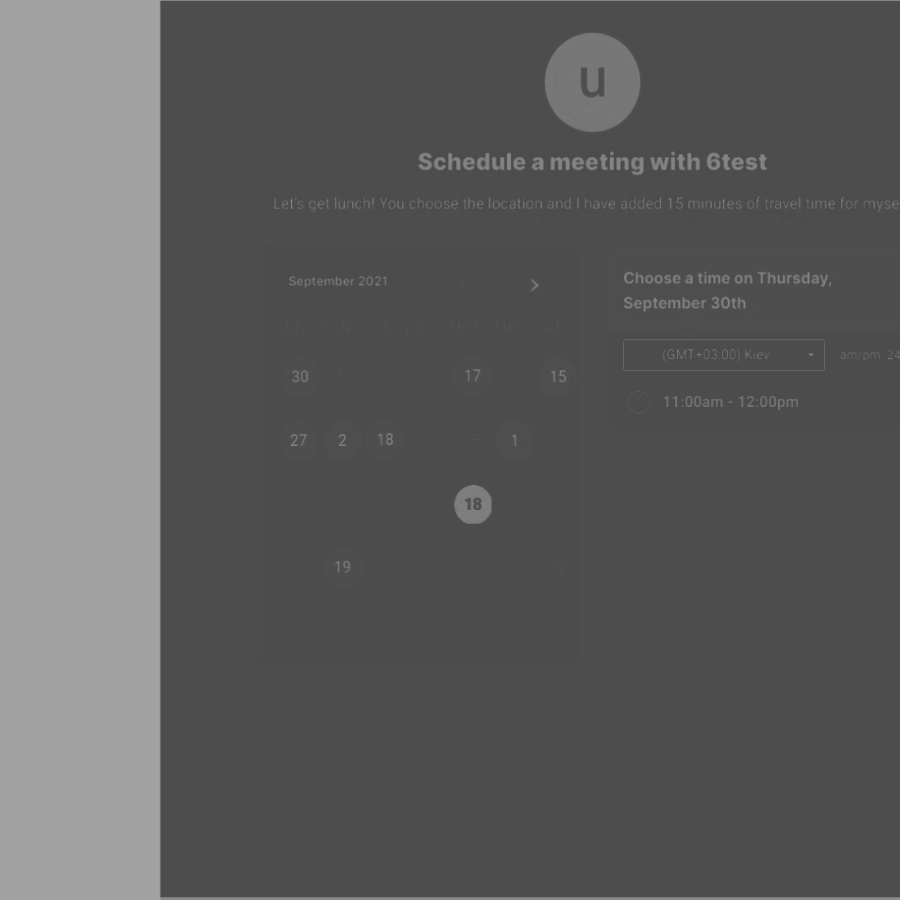 u
Schedule a meeting with 6test
Let's get lunch! You choose the location and I have added 15 minutes of travel time for myse
September 2021
30 17 15
27 2 18 1
18
19
Choose a time on Thursday,
September 30th
(GMT+03:00) Kiev am/pm 24
11:00am - 12:00pm